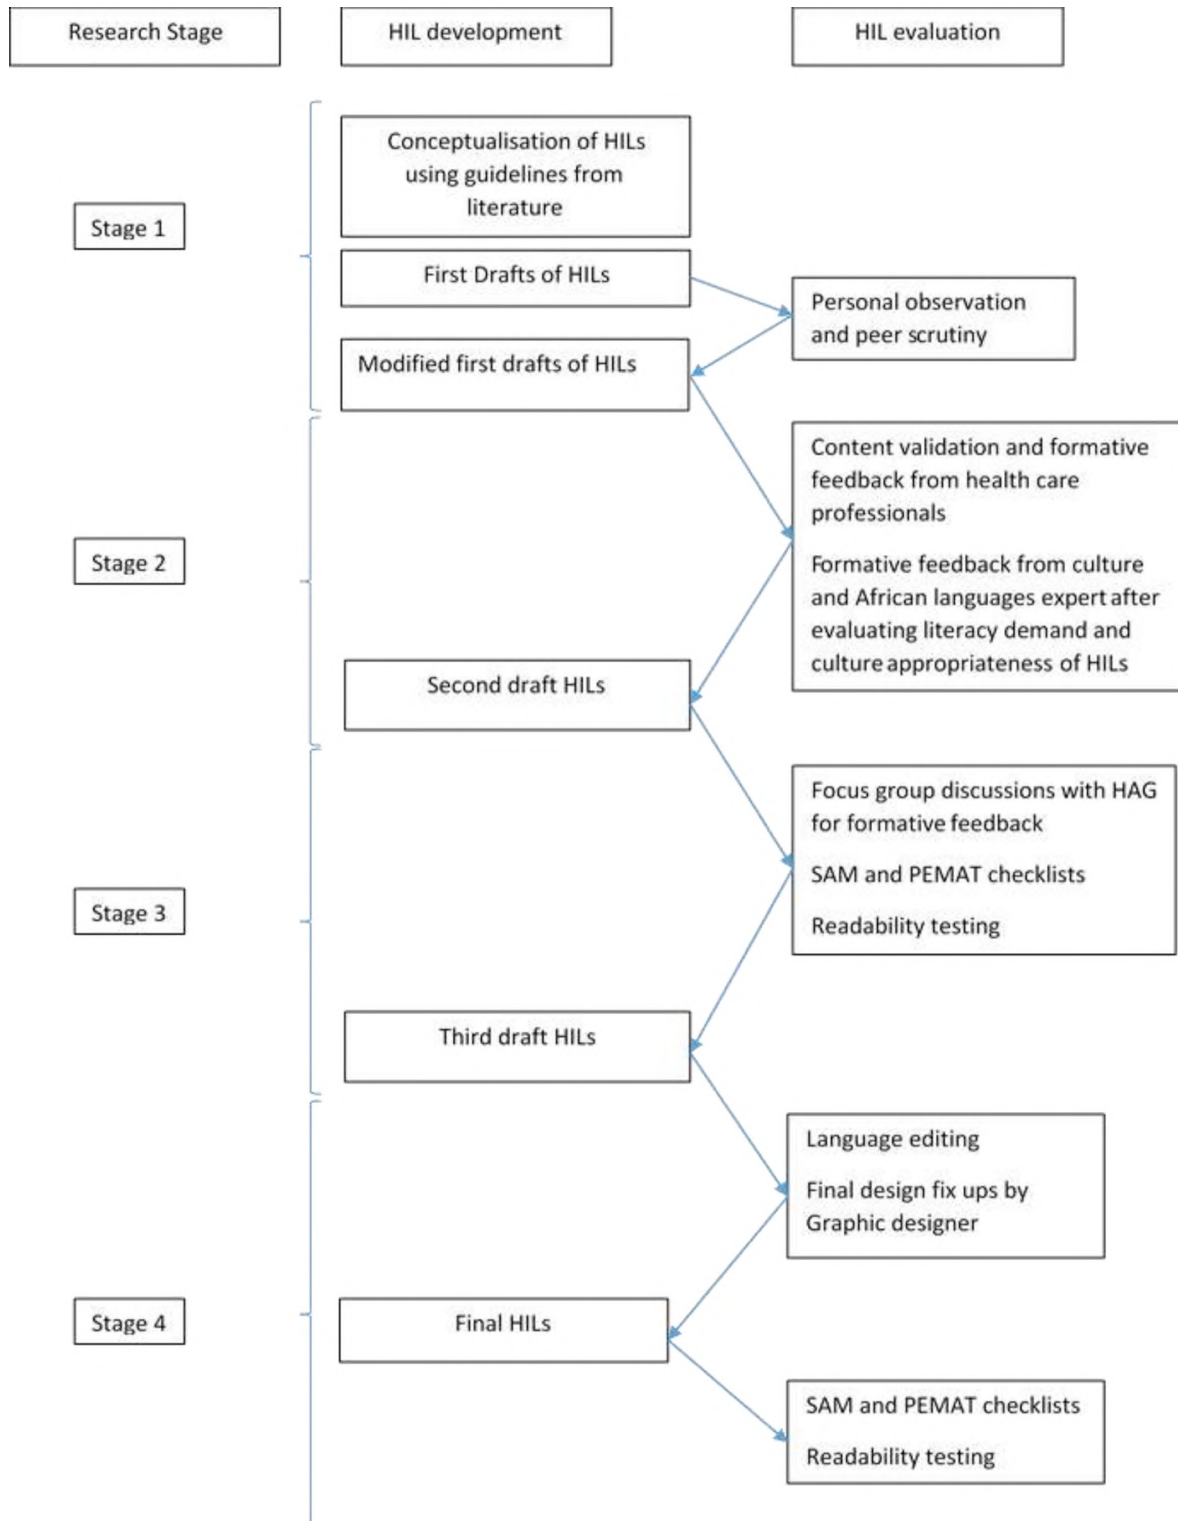 Research Stage
HIL development
HIL evaluation
Stage 1
Conceptualisation of HILs
using guidelines from
literature
First Drafts of HILs
Personal observation
and peer scrutiny
Modified first drafts of HILs
Stage 2
Content validation and formative
feedback from health care
professionals
Formative feedback from culture
and African languages expert after
evaluating literacy demand and
culture appropriateness of HILs
Second draft HILs
Stage 3
Focus group discussions with HAG
for formative feedback
SAM and PEMAT checklists
Readability testing
Third draft HILs
Stage 4
Language editing
Final design fix ups by
Graphic designer
Final HILs
SAM and PEMAT checklists
Readability testing